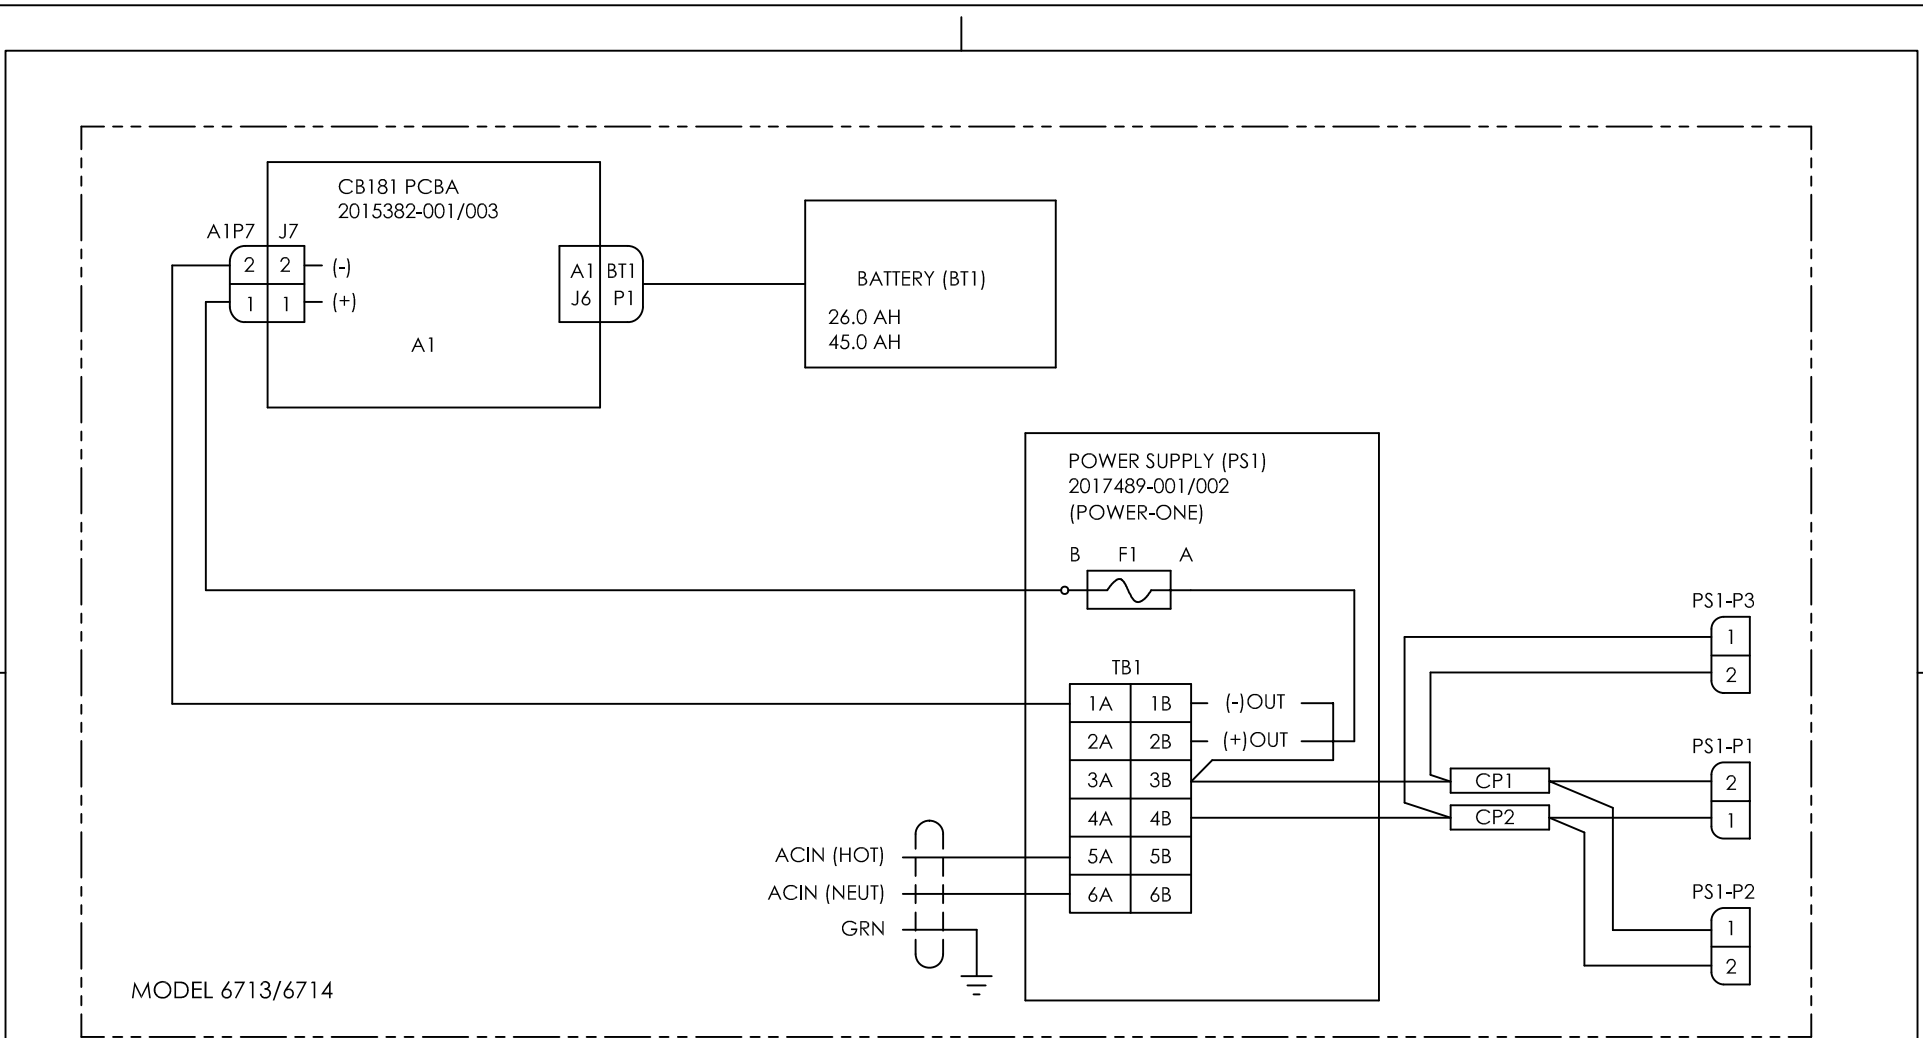 CB181 PCBA
2015382-001/003
A1P7 J7
2 2 (-)
1 1 (+)
A1 BT1
J6 P1
A1
BATTERY (BT1)
26.0 AH
45.0 AH
POWER SUPPLY (PS1)
2017489-001/002
(POWER-ONE)
B F1 A
TB1
1A 1B (-)OUT
2A 2B (+)OUT
3A 3B
4A 4B
5A 5B
6A 6B
ACIN (HOT)
ACIN (NEUT)
GRN
CP1
CP2
PS1-P3
1
2
PS1-P1
2
1
PS1-P2
1
2
MODEL 6713/6714